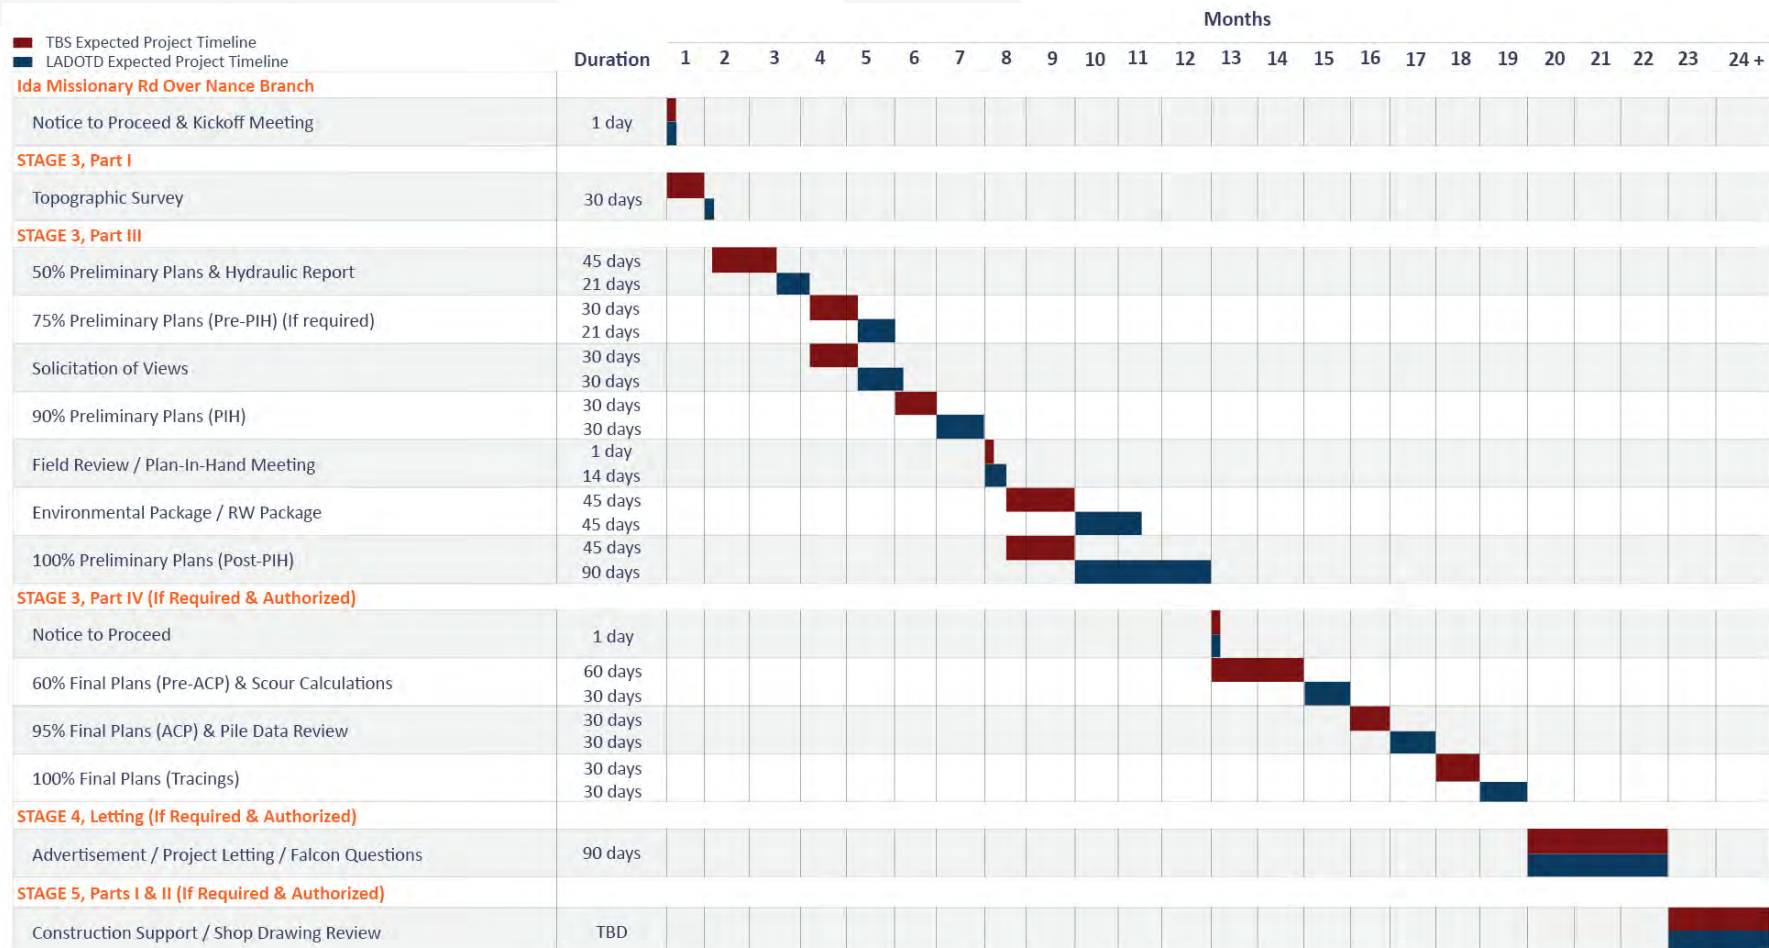 Months
TBS Expected Project Timeline
LADOTD Expected Project Timeline
Duration 1 2 3 4 5 6 7 8 9 10 11 12 13 14 15 16 17 18 19 20 21 22 23 24 +
Ida Missionary Rd Over Nance Branch
Notice to Proceed & Kickoff Meeting 1 day
STAGE 3, Part I
Topographic Survey 30 days
STAGE 3, Part III
50% Preliminary Plans & Hydraulic Report 45 days
21 days
75% Preliminary Plans (Pre-PIH) (If required) 30 days
21 days
Solicitation of Views 30 days
30 days
90% Preliminary Plans (PIH) 30 days
30 days
Field Review / Plan-In-Hand Meeting 1 day
14 days
Environmental Package / RW Package 45 days
45 days
100% Preliminary Plans (Post-PIH) 45 days
90 days
STAGE 3, Part IV (If Required & Authorized)
Notice to Proceed 1 day
60% Final Plans (Pre-ACP) & Scour Calculations 60 days
30 days
95% Final Plans (ACP) & Pile Data Review 30 days
30 days
100% Final Plans (Tracings) 30 days
30 days
STAGE 4, Letting (If Required & Authorized)
Advertisement / Project Letting / Falcon Questions 90 days
STAGE 5, Parts I & II (If Required & Authorized)
Construction Support / Shop Drawing Review TBD